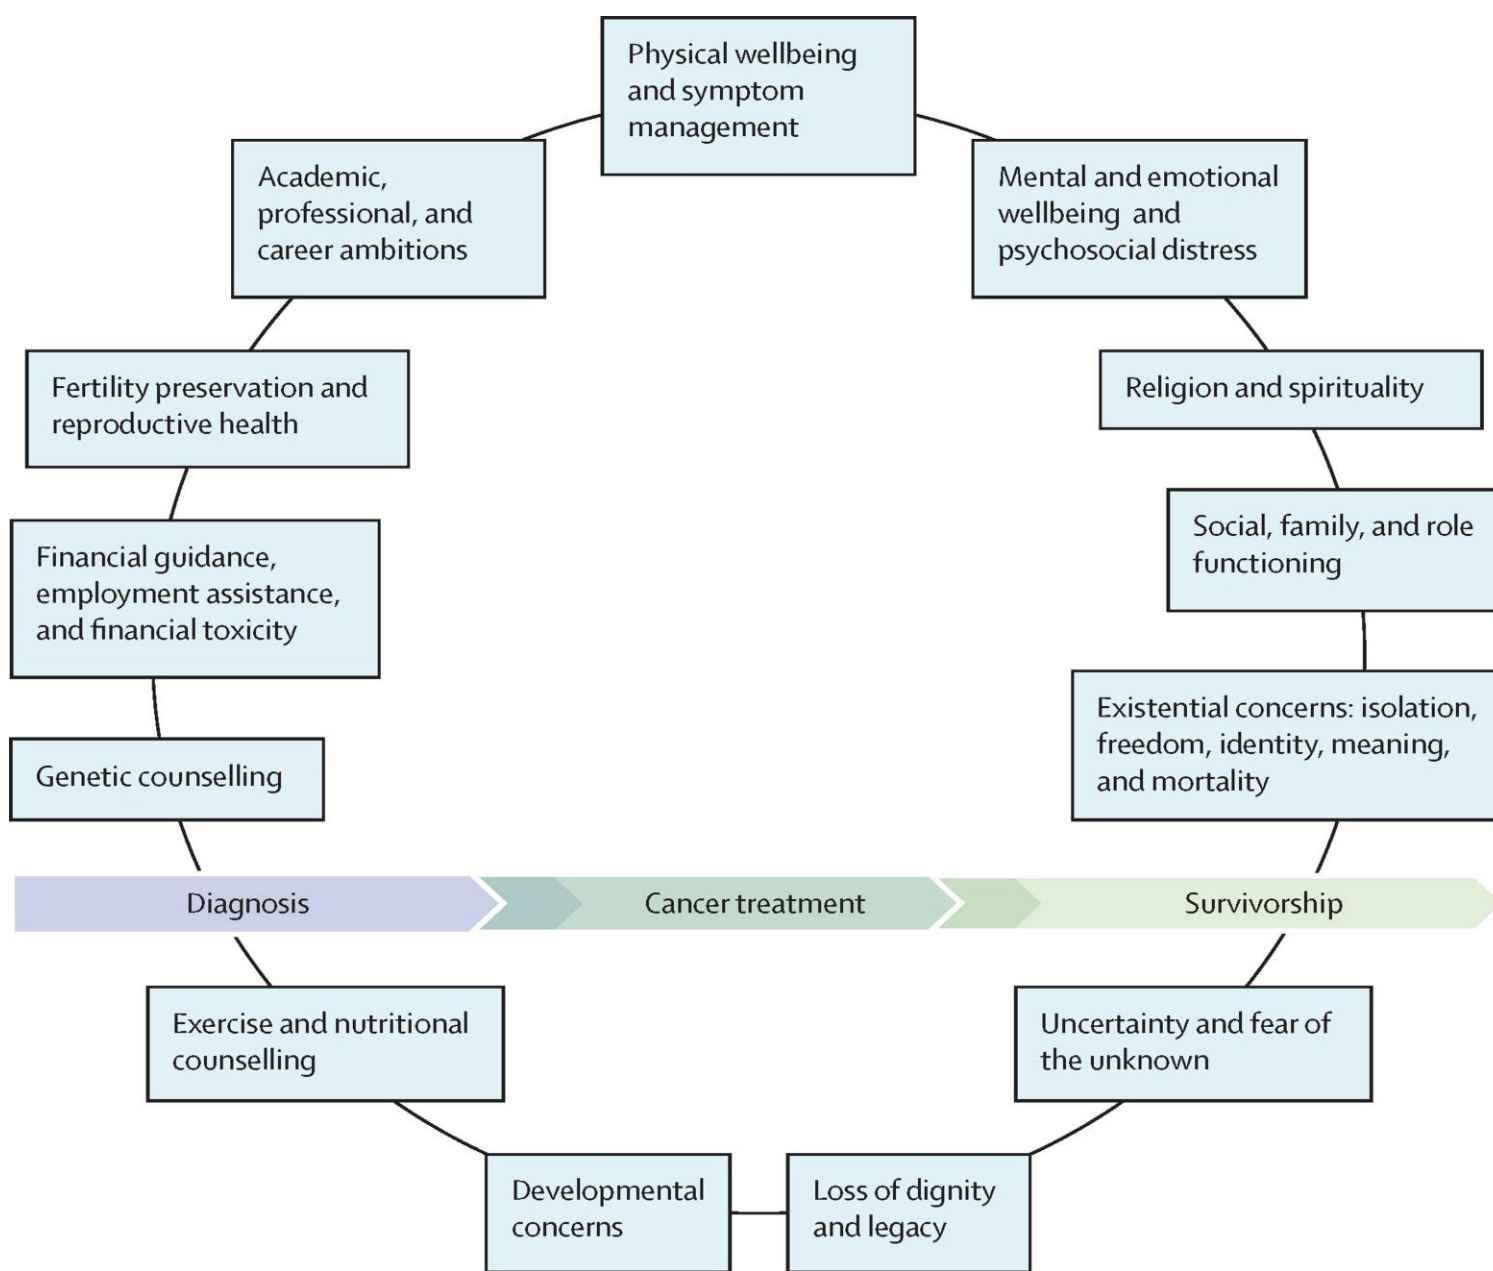 Physical wellbeing
and symptom
management
Academic,
professional, and
career ambitions
Mental and emotional
wellbeing and
psychosocial distress
Fertility preservation and
reproductive health
Religion and spirituality
Financial guidance,
employment assistance,
and financial toxicity
Social, family, and role
functioning
Genetic counselling
Existential concerns: isolation,
freedom, identity, meaning,
and mortality
Diagnosis
Cancer treatment
Survivorship
Exercise and nutritional
counselling
Uncertainty and fear of
the unknown
Developmental
concerns
Loss of dignity
and legacy